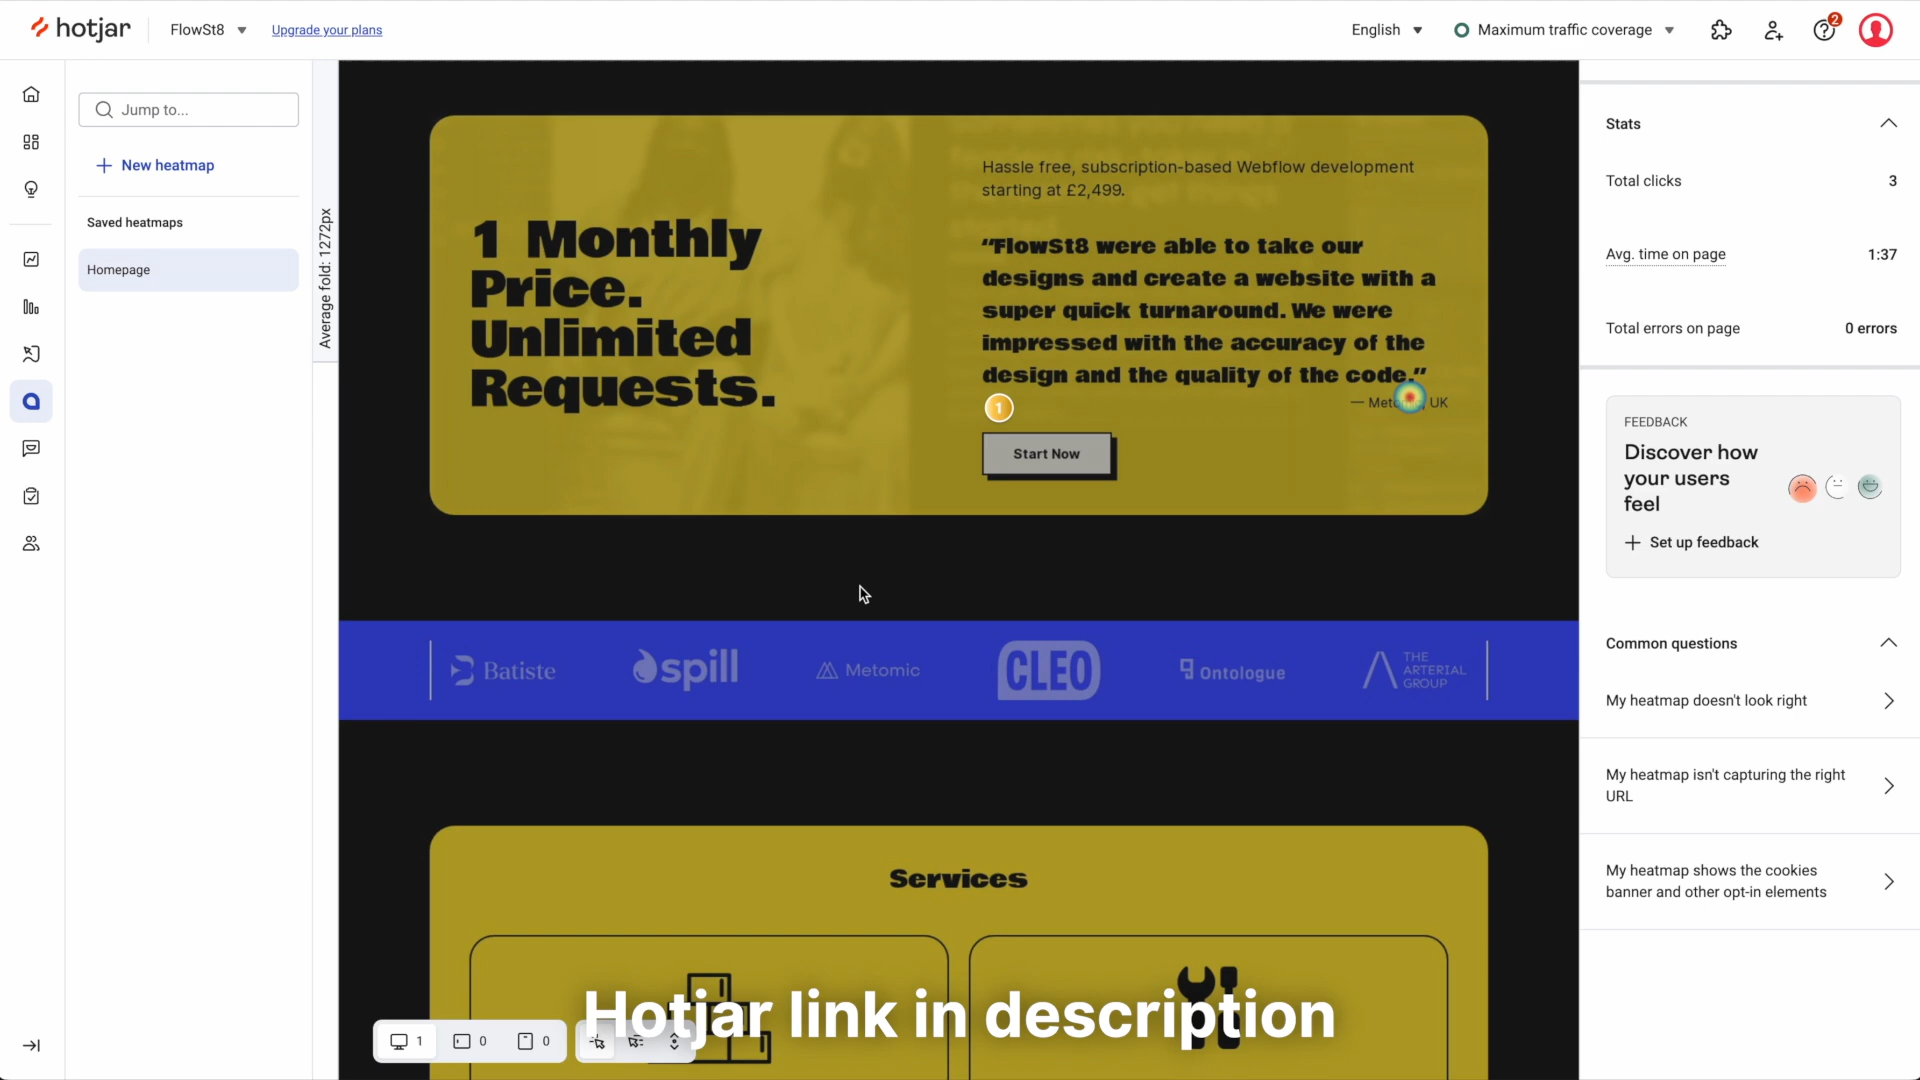 hotjar
FlowSt8
Upgrade your plans
English
Maximum traffic coverage
2
Jump to...
New heatmap
Saved heatmaps
Homepage
Average fold: 1272px
1 Monthly
Price.
Unlimited
Requests.
Hassle free, subscription-based Webflow development
starting at £2,499.
“FlowSt8 were able to take our
designs and create a website with a
super quick turnaround. We were
impressed with the accuracy of the
design and the quality of the code.”
— Metomic, UK
1
Start Now
Batiste
spill
Metomic
CLEO
Ontologue
THE
ARTERIAL
GROUP
Services
Hotjar link in description
1
0
0
Stats
Total clicks 3
Avg. time on page 1:37
Total errors on page 0 errors
FEEDBACK
Discover how
your users
feel
Set up feedback
Common questions
My heatmap doesn't look right
My heatmap isn't capturing the right
URL
My heatmap shows the cookies
banner and other opt-in elements